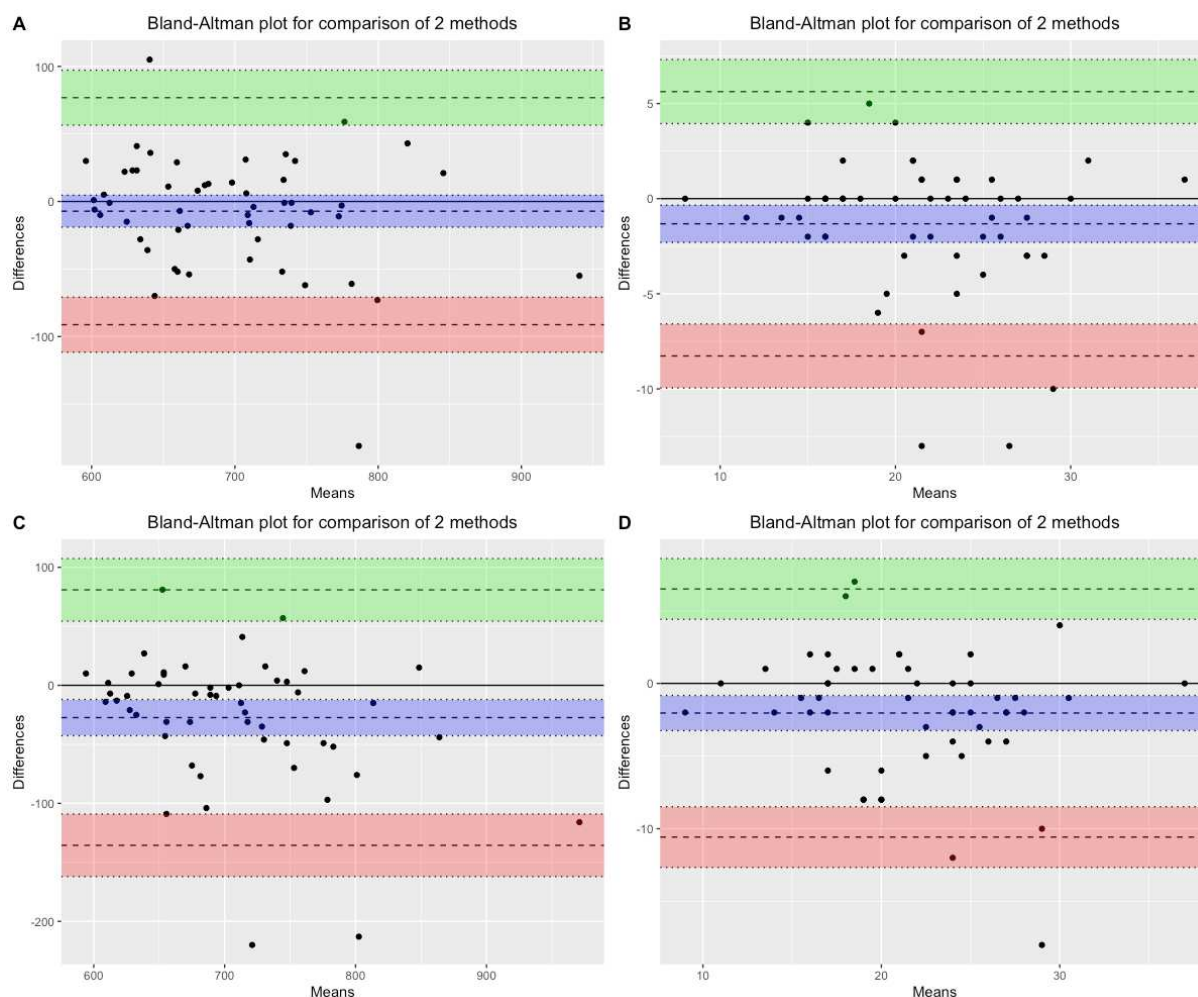 A
Bland-Altman plot for comparison of 2 methods
100
0
-100
Differences
600
700
800
900
Means
B
Bland-Altman plot for comparison of 2 methods
5
0
-5
-10
Differences
10
20
30
Means
C
Bland-Altman plot for comparison of 2 methods
100
0
-100
-200
Differences
600
700
800
900
Means
D
Bland-Altman plot for comparison of 2 methods
0
-10
Differences
10
20
30
Means